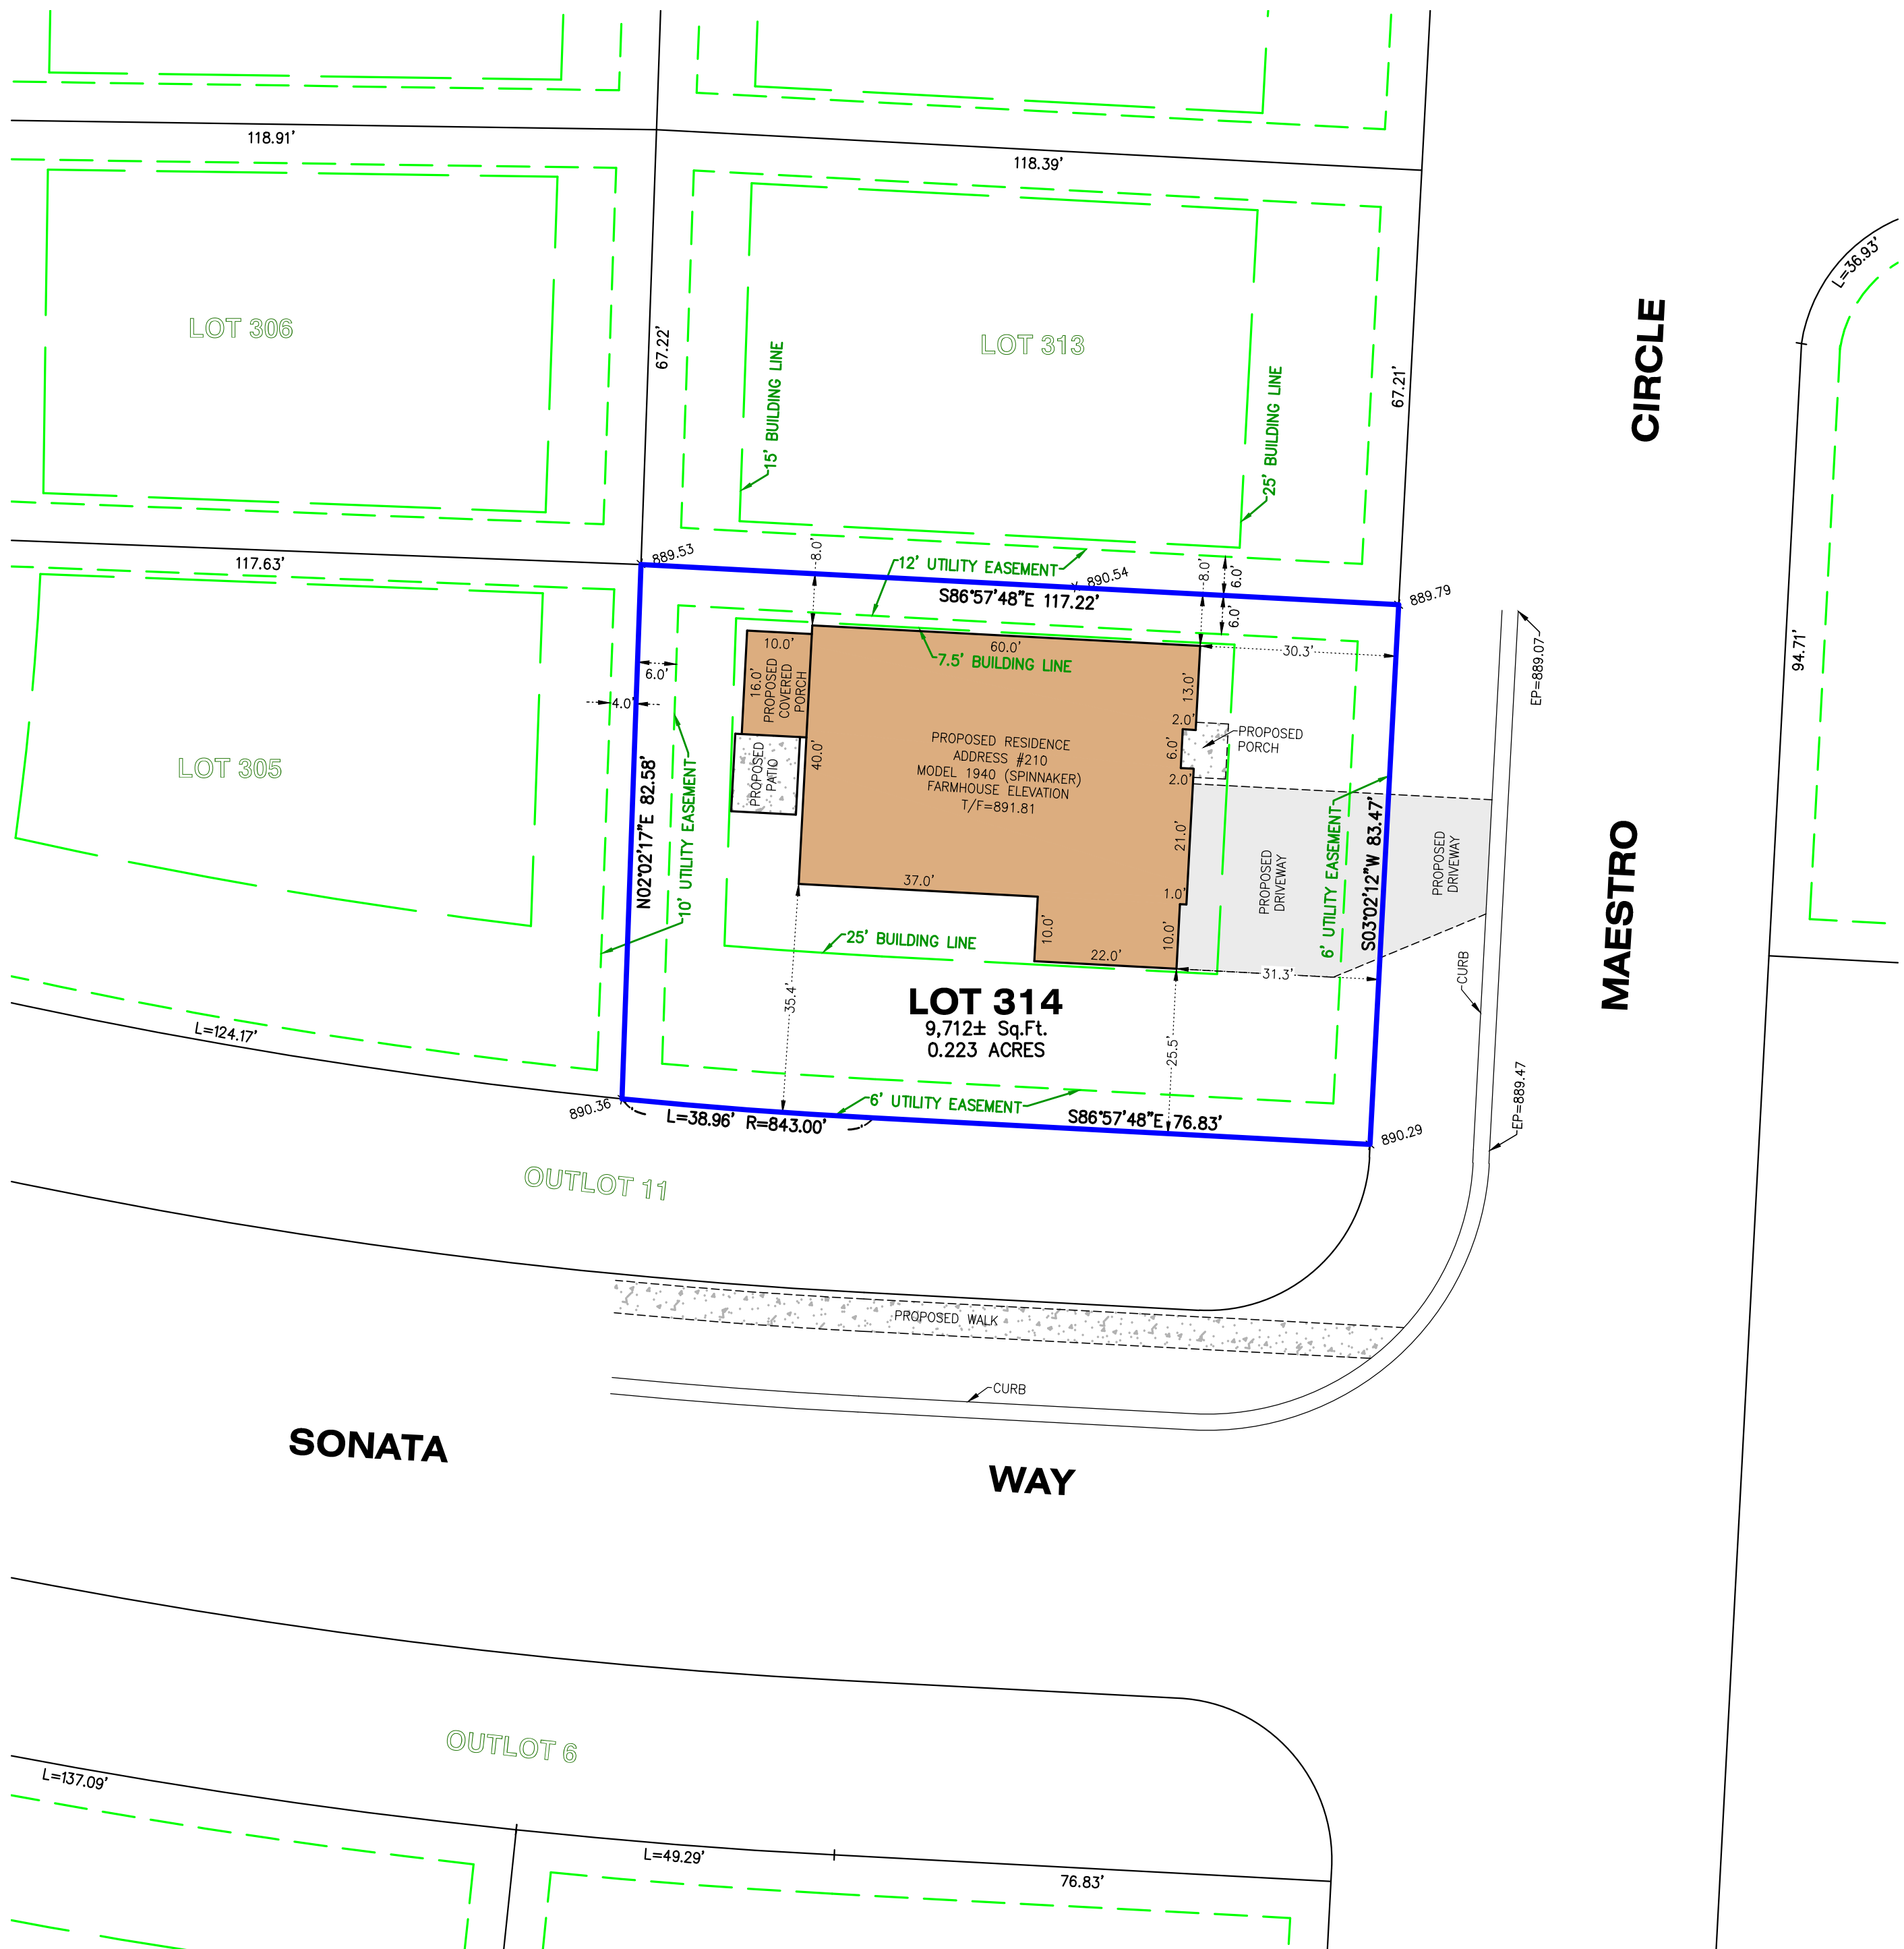 118.91'
118.39'
L=36.93'
LOT 306
LOT 313
67.22'
67.21'
CIRCLE
15' BUILDING LINE
25' BUILDING LINE
117.63'
889.53
8.0'
12' UTILITY EASEMENT
890.54
8.0'
6.0'
S86°57'48"E 117.22'
6.0'
889.79
94.71'
EP=889.07
10.0'
60.0'
7.5' BUILDING LINE
30.3'
6.0'
16.0'
PROPOSED
COVERED
PORCH
13.0'
4.0'
2.0'
PROPOSED
PORCH
6.0'
2.0'
LOT 305
N02°02'17"E 82.58'
10' UTILITY EASEMENT
PROPOSED
PATIO
40.0'
PROPOSED RESIDENCE
ADDRESS #210
MODEL 1940 (SPINNAKER)
FARMHOUSE ELEVATION
T/F=891.81
21.0'
PROPOSED
DRIVEWAY
6' UTILITY EASEMENT
S03°02'12"W 83.47'
PROPOSED
DRIVEWAY
MAESTRO
37.0'
1.0'
10.0'
10.0'
25' BUILDING LINE
22.0'
31.3'
CURB
35.4'
LOT 314
9,712± Sq.Ft.
0.223 ACRES
25.5'
L=124.17'
890.36
6' UTILITY EASEMENT
L=38.96' R=843.00'
S86°57'48"E 76.83'
890.29
EP=889.47
OUTLOT 11
PROPOSED WALK
CURB
SONATA
WAY
OUTLOT 6
L=137.09'
L=49.29'
76.83'